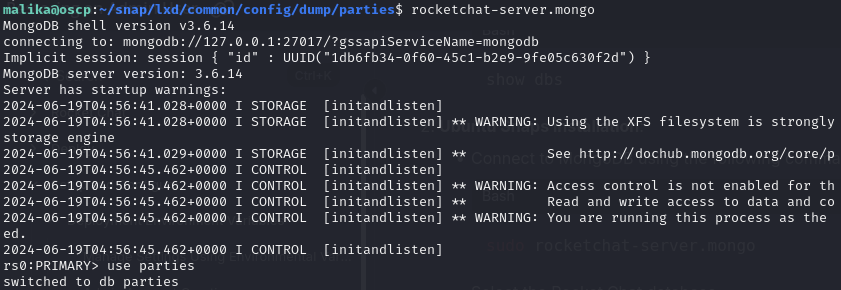 malika@oscp:~/snap/lxd/common/config/dump/parties$ rocketchat-server.mongo
MongoDB shell version v3.6.14
connecting to: mongodb://127.0.0.1:27017/?gssapiServiceName=mongodb
Implicit session: session { "id" : UUID("1db6fb34-0f60-45c1-b2e9-9fe05c630f2d") }
MongoDB server version: 3.6.14
Server has startup warnings:
show dbs
2024-06-19T04:56:41.028+0000 I STORAGE  [initandlisten]
2024-06-19T04:56:41.028+0000 I STORAGE  [initandlisten] ** WARNING: Using the XFS filesystem is strongly
storage engine
2024-06-19T04:56:41.029+0000 I STORAGE  [initandlisten] **          See http://dochub.mongodb.org/core/p
2024-06-19T04:56:45.462+0000 I CONTROL  [initandlisten]
2024-06-19T04:56:45.462+0000 I CONTROL  [initandlisten] ** WARNING: Access control is not enabled for th
2024-06-19T04:56:45.462+0000 I CONTROL  [initandlisten] **          Read and write access to data and co
Bash
2024-06-19T04:56:45.462+0000 I CONTROL  [initandlisten] ** WARNING: You are running this process as the
ed.
2024-06-19T04:56:45.462+0000 I CONTROL  [initandlisten]
rocketchat-server.mongo
rs0:PRIMARY> use parties
switched to db parties